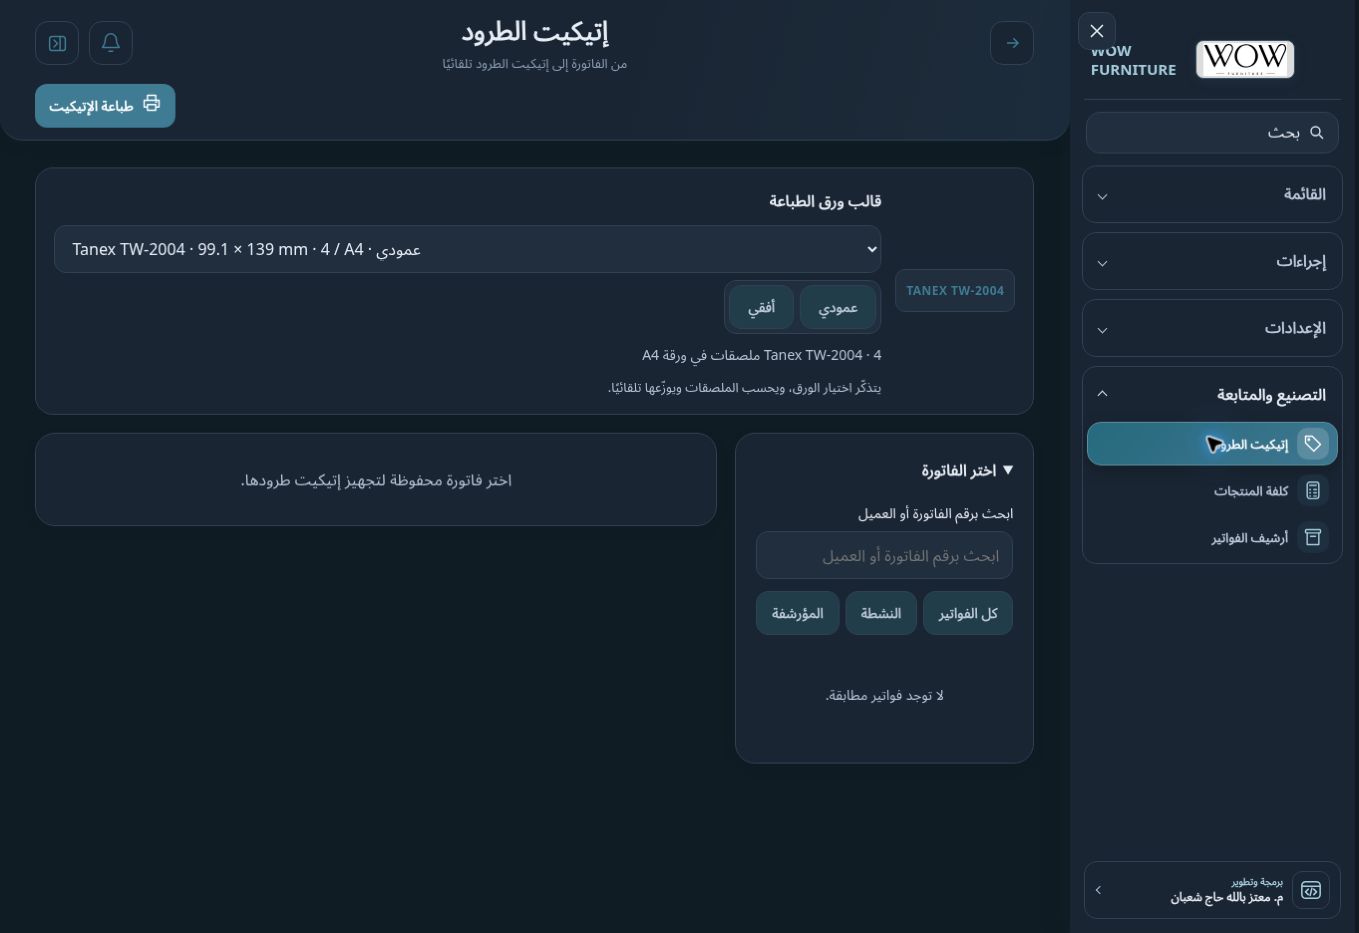 WOW
FURNITURE
WOW
FURNITURE
بحث
القائمة
إجراءات
الإعدادات
التصنيع والمتابعة
إتيكيت الطرود
كلفة المنتجات
أرشيف الفواتير
برمجة وتطوير
م. معتز بالله حاج شعبان
إتيكيت الطرود
من الفاتورة إلى إتيكيت الطرود تلقائيًا
طباعة الإتيكيت
قالب ورق الطباعة
Tanex TW-2004 · 99.1 × 139 mm · 4 / A4 · عمودي
TANEX TW-2004
عمودي
أفقي
Tanex TW-2004 · 4 ملصقات في ورقة A4
يتذكّر اختيار الورق، ويحسب الملصقات ويوزّعها تلقائيًا.
اختر الفاتورة
ابحث برقم الفاتورة أو العميل
ابحث برقم الفاتورة أو العميل
كل الفواتير
النشطة
المؤرشفة
لا توجد فواتير مطابقة.
اختر فاتورة محفوظة لتجهيز إتيكيت طرودها.